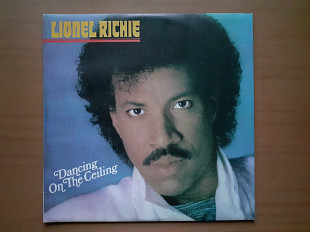 LIONEL RICHIE
Dancing
On The Ceiling